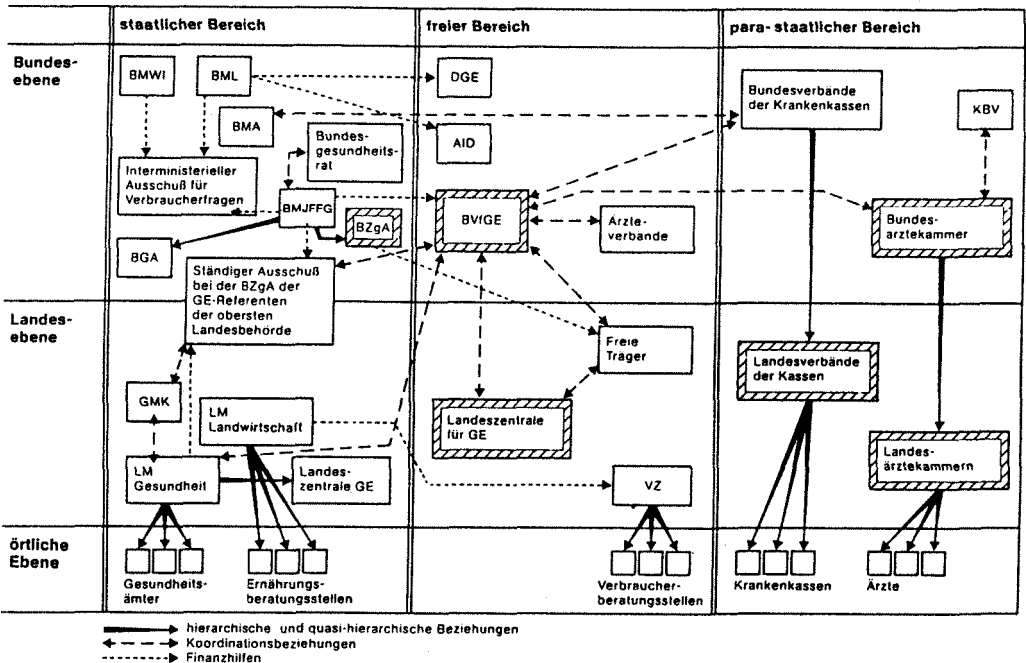 staatlicher Bereich
freier Bereich
para-staatlicher Bereich
Bundes-
ebene
BMWI
BML
DGE
Bundesverbände
der Krankenkassen
KBV
BMA
Bundes-
gesundheits-
rat
AID
Interministerieller
Ausschuß für
Verbraucherfragen
BMJFFG
BZgA
BVfGE
Ärzte-
verbände
Bundes-
arztekammer
BGA
Ständiger Ausschuß
bei der BZgA der
GE-Referenten
der obersten
Landesbehörde
Landes-
ebene
Freie
Träger
Landesverbände
der Kassen
GMK
LM
Landwirtschaft
Landeszentrale
für GE
LM
Gesundheit
Landes-
zentrale GE
VZ
Landes-
ärztekammern
örtliche
Ebene
Gesundheits-
ämter
Ernährungs-
beratungsstellen
Verbraucher-
beratungsstellen
Krankenkassen
Ärzte
hierarchische und quasi-hierarchische Beziehungen
Koordinationsbeziehungen
Finanzhilfen